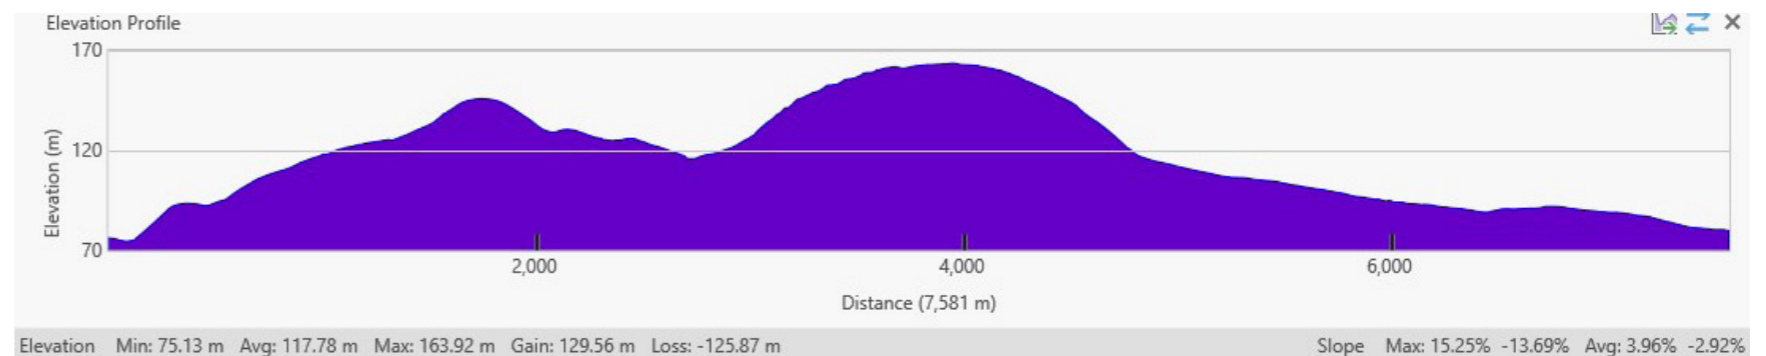 Elevation Profile
170
120
70
Elevation (m)
2,000 4,000 6,000
Distance (7,581 m)
Elevation Min: 75.13 m Avg: 117.78 m Max: 163.92 m Gain: 129.56 m Loss: -125.87 m Slope Max: 15.25% -13.69% Avg: 3.96% -2.92%